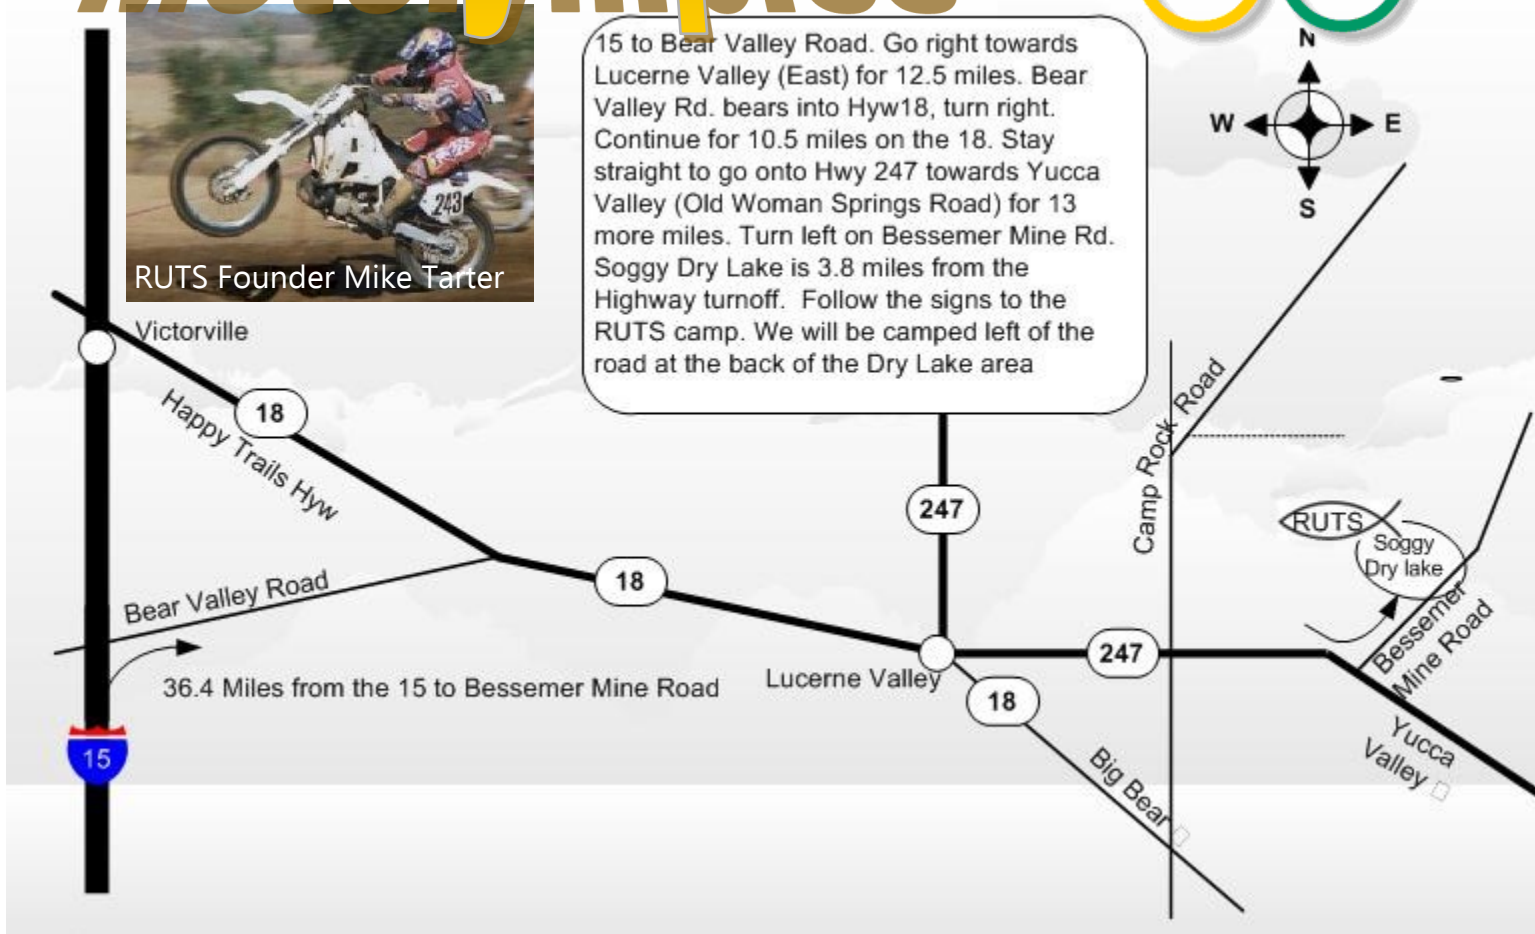 Motolympics
RUTS Founder Mike Tarter
243
15 to Bear Valley Road. Go right towards
Lucerne Valley (East) for 12.5 miles. Bear
Valley Rd. bears into Hyw18, turn right.
Continue for 10.5 miles on the 18. Stay
straight to go onto Hwy 247 towards Yucca
Valley (Old Woman Springs Road) for 13
more miles. Turn left on Bessemer Mine Rd.
Soggy Dry Lake is 3.8 miles from the
Highway turnoff.  Follow the signs to the
RUTS camp. We will be camped left of the
road at the back of the Dry Lake area
N
W
E
S
Victorville
18
Happy Trails Hyw
Bear Valley Road
36.4 Miles from the 15 to Bessemer Mine Road
15
18
247
Lucerne Valley
18
Big Bear
247
Camp Rock Road
RUTS
Soggy
Dry lake
Bessemer
Mine Road
Yucca
Valley